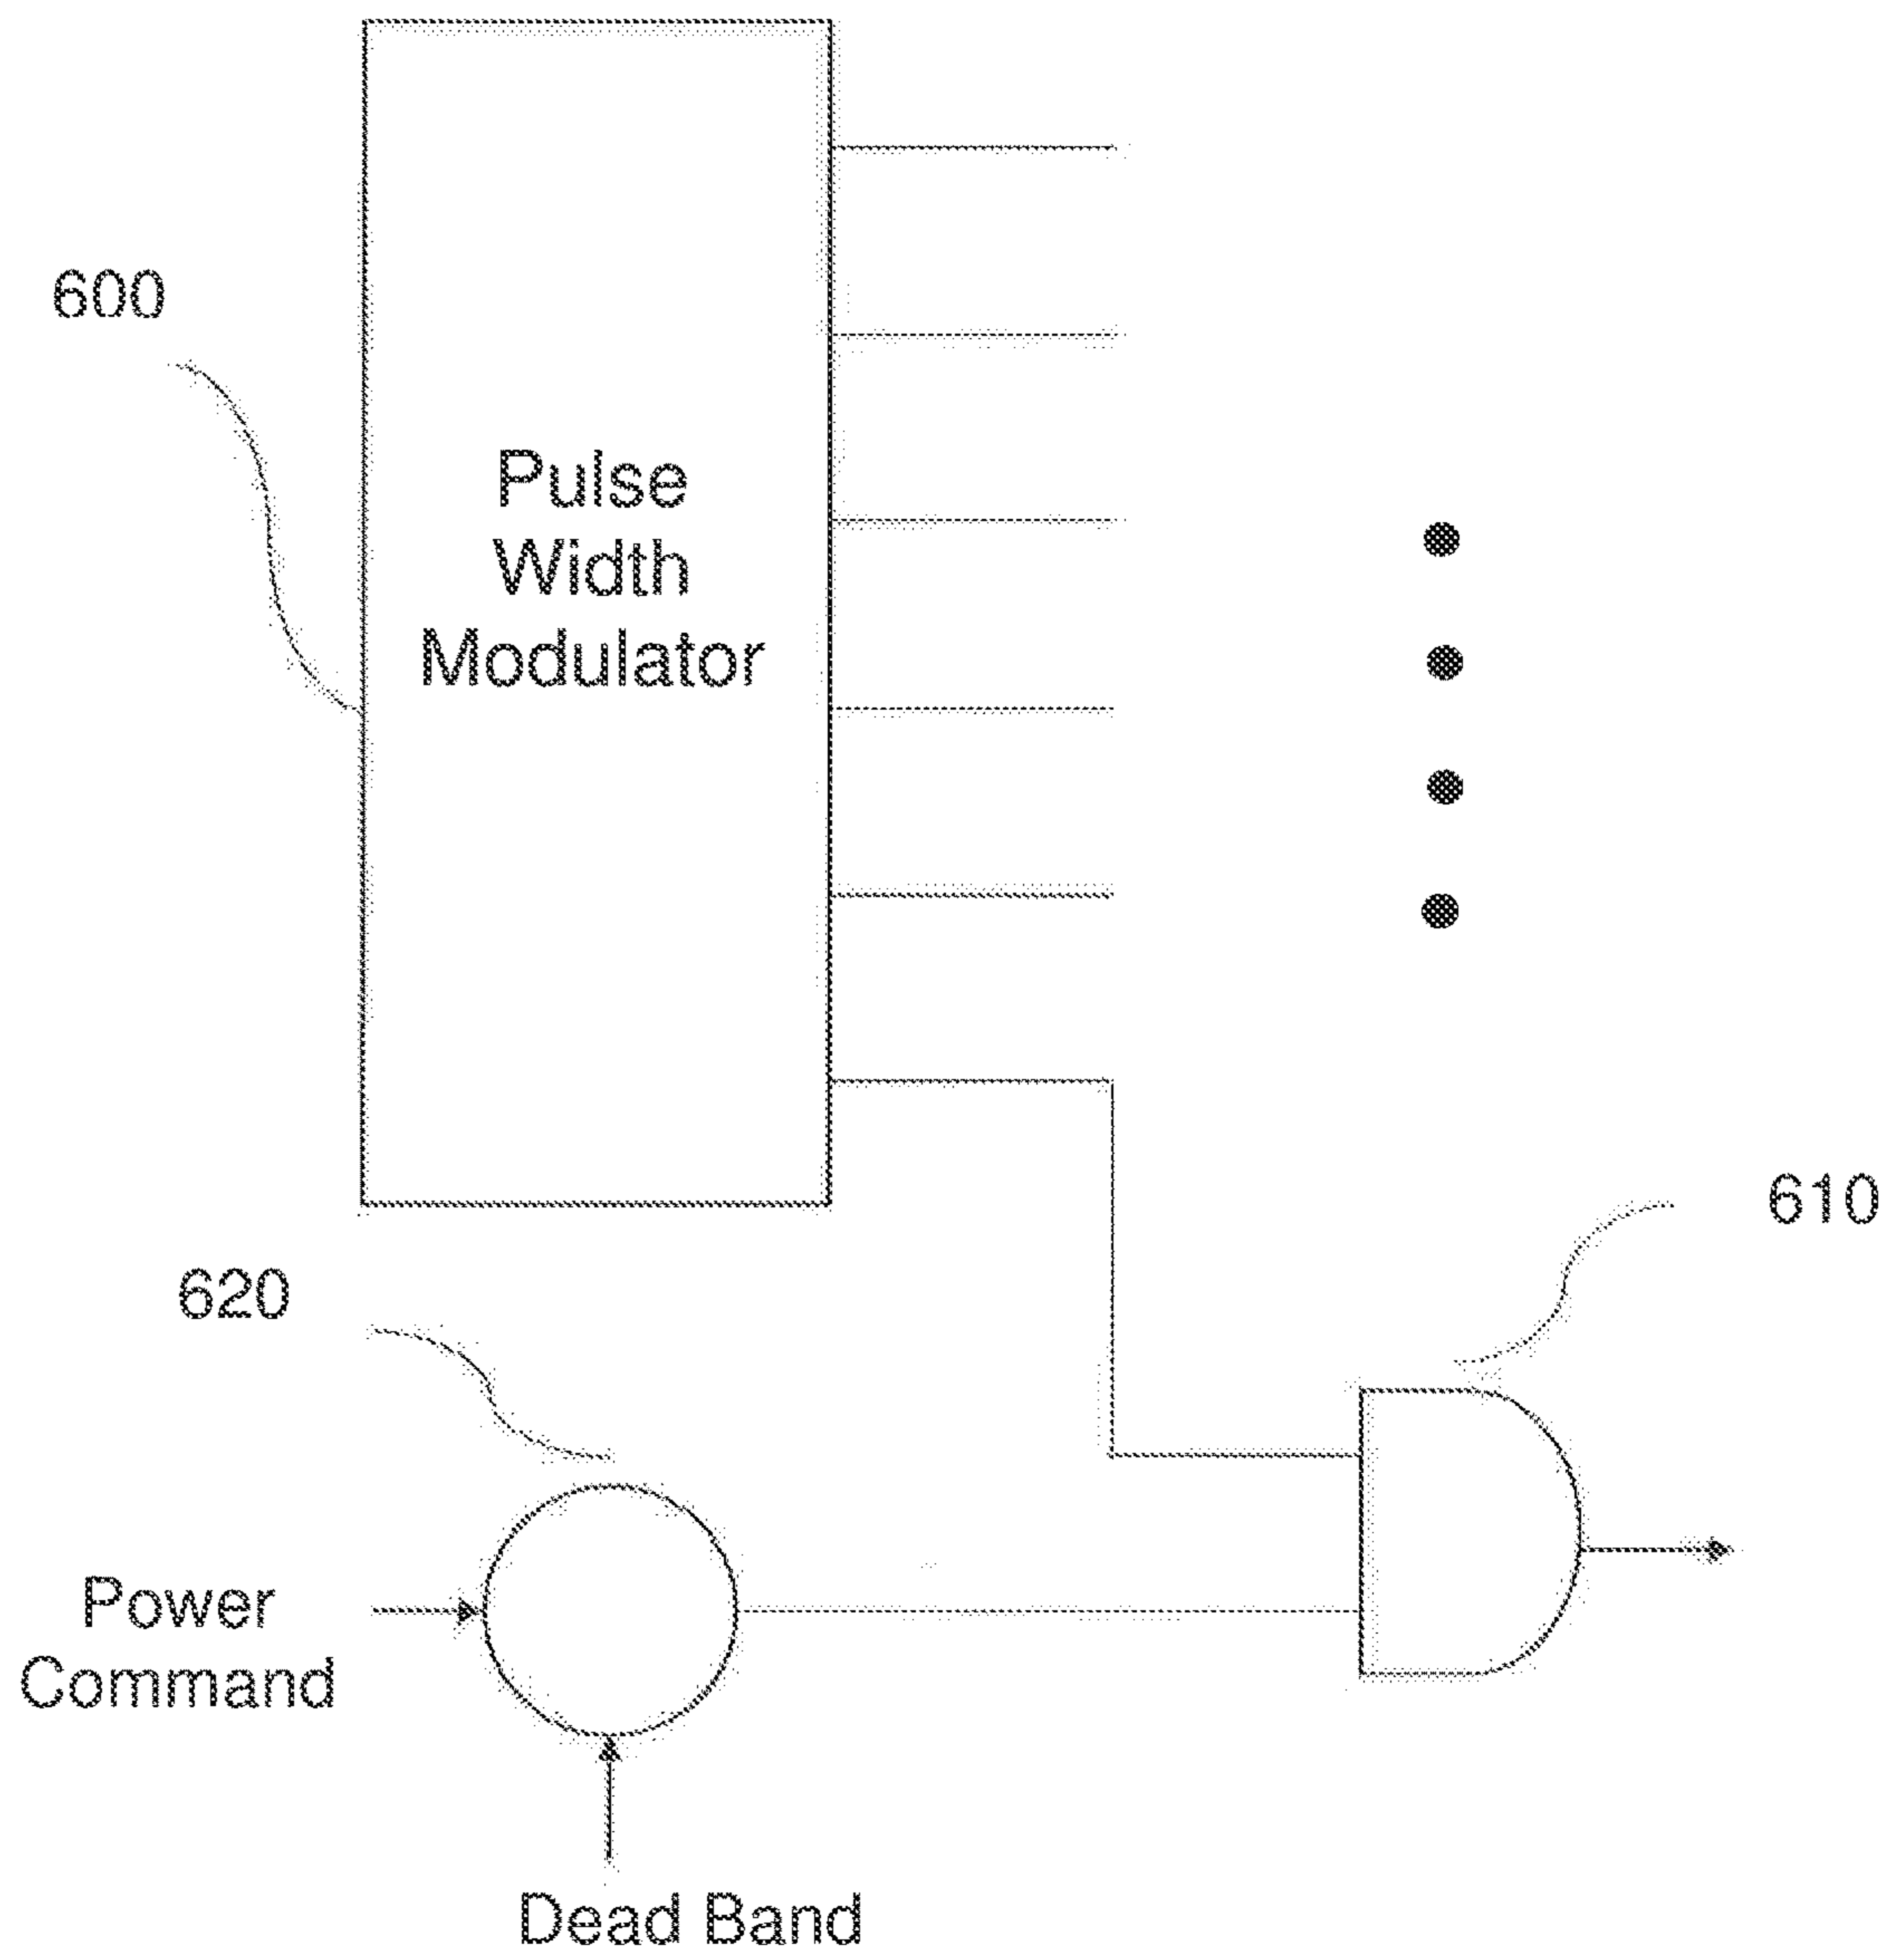 600
Pulse
Width
Modulator
610
620
Power
Command
Dead Band